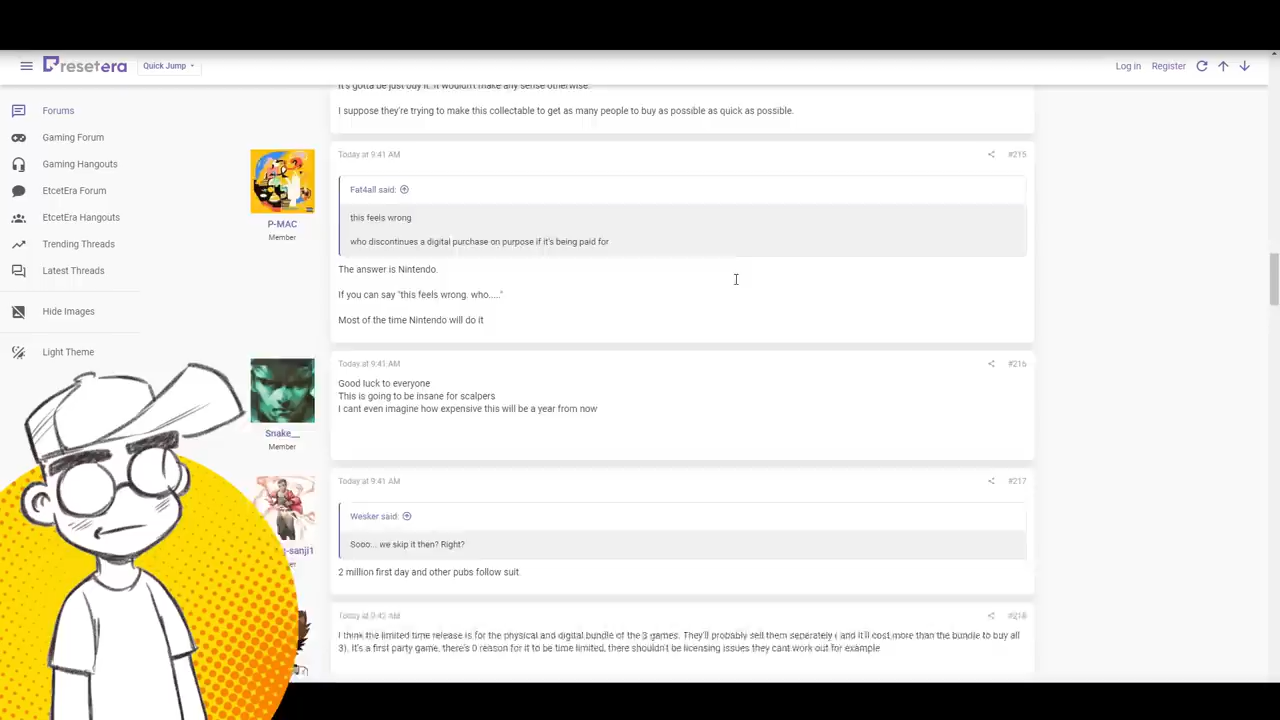 resetera
Quick Jump
Log in
Register
Forums
Gaming Forum
Gaming Hangouts
EtcetEra Forum
EtcetEra Hangouts
Trending Threads
Latest Threads
Hide Images
Light Theme
It's gotta be just buy it..it wouldn't make any sense otherwise.
I suppose they're trying to make this collectable to get as many people to buy as possible as quick as possible.
Today at 9:41 AM
#215
P-MAC
Member
Fat4all said:
this feels wrong
who discontinues a digital purchase on purpose if it's being paid for
The answer is Nintendo.
If you can say "this feels wrong. who....."
Most of the time Nintendo will do it
Today at 9:41 AM
#216
Snake__
Member
Good luck to everyone
This is going to be insane for scalpers
I cant even imagine how expensive this will be a year from now
Today at 9:41 AM
#217
-sanji1
Wesker said:
Sooo... we skip it then? Right?
2 million first day and other pubs follow suit.
Today at 9:42 AM
#218
I think the limited time release is for the physical and digital bundle of the 3 games. They'll probably sell them seperately ( and it'll cost more than the bundle to buy all
3). It's a first party game, there's 0 reason for it to be time limited, there shouldn't be licensing issues they cant work out for example